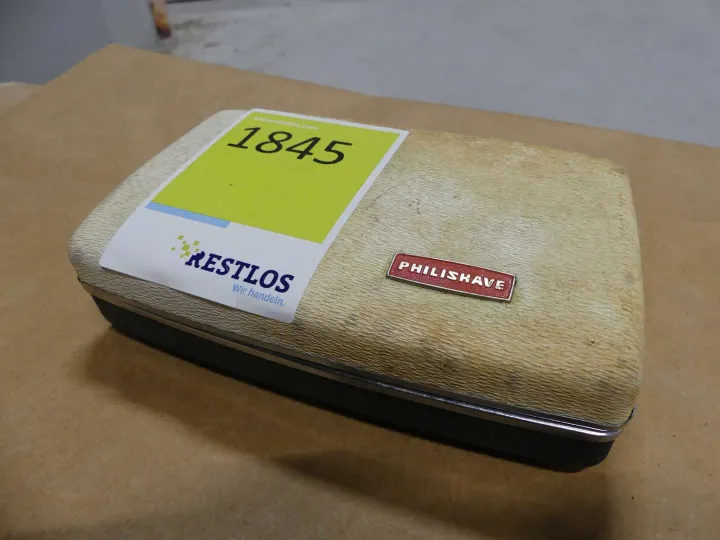 1845
RESTLOS
Wir handeln.
PHILISHAVE